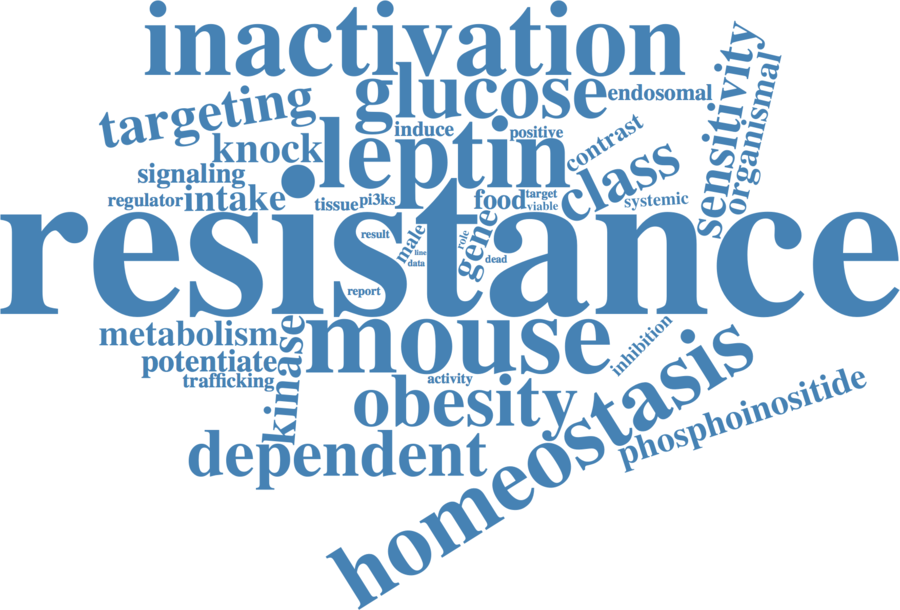 inactivation
glucose
endosomal
sensitivity
organismal
targeting
induce
positive
contrast
knock
leptin
class
signaling
regulator
intake
tissue
pi3ks
food
target
viable
systemic
resistance
result
male
line
data
role
gene
dead
report
metabolism
kinase
mouse
inhibition
potentiate
trafficking
activity
obesity
homeostasis
phosphoinositide
dependent